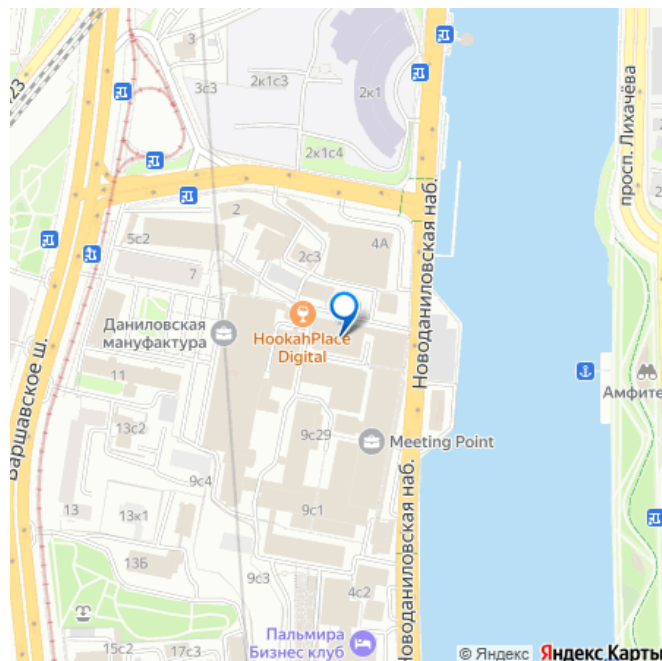 3
23
3с3
2к1с3
2к1
2к1с4
просп. Лихачёва
2
5с2
2с3
4А
7
Новоданиловская наб.
HookahPlace
Digital
Даниловская
мануфактура
Варшавское ш.
11
Амфите
13с2
9с29
Meeting Point
9с4
13
13к1
9с1
13Б
9с3
4с2
Новоданиловская наб.
Пальмира
Бизнес клуб
15с2
17с3
© Яндекс Яндекс Карты